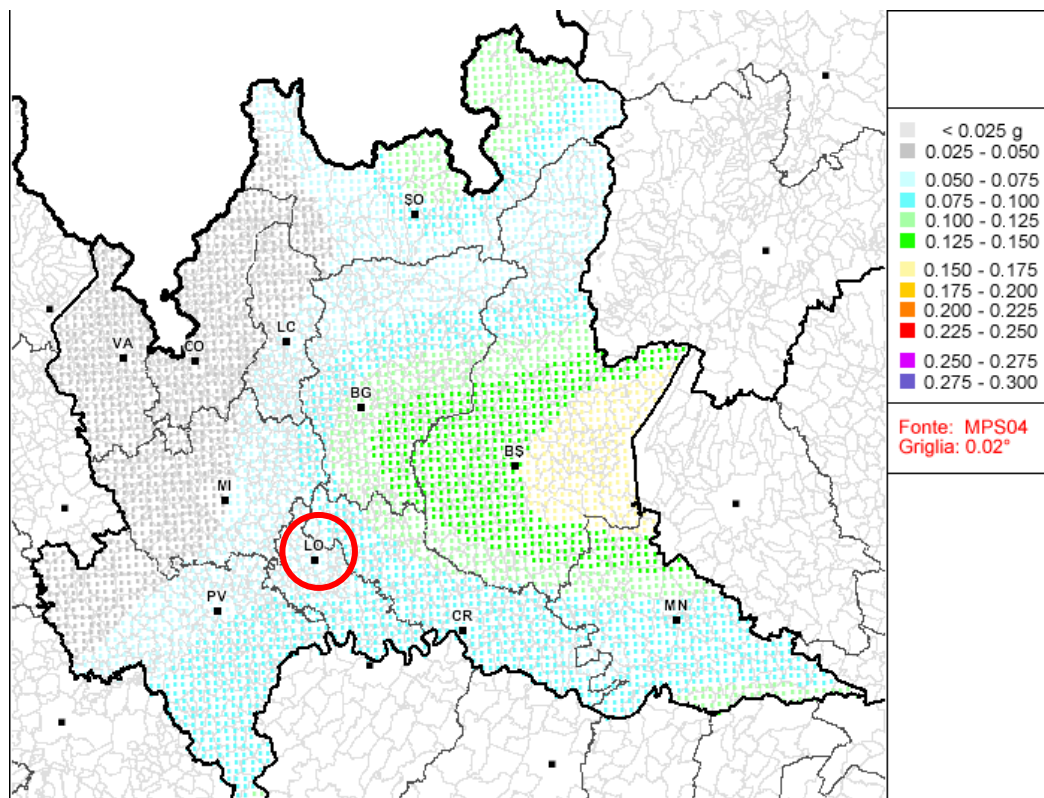 SO
LC
VA
CO
BG
BS
MI
LO
PV
CR
MN
< 0.025 g
0.025 - 0.050
0.050 - 0.075
0.075 - 0.100
0.100 - 0.125
0.125 - 0.150
0.150 - 0.175
0.175 - 0.200
0.200 - 0.225
0.225 - 0.250
0.250 - 0.275
0.275 - 0.300
Fonte: MPS04
Griglia: 0.02°